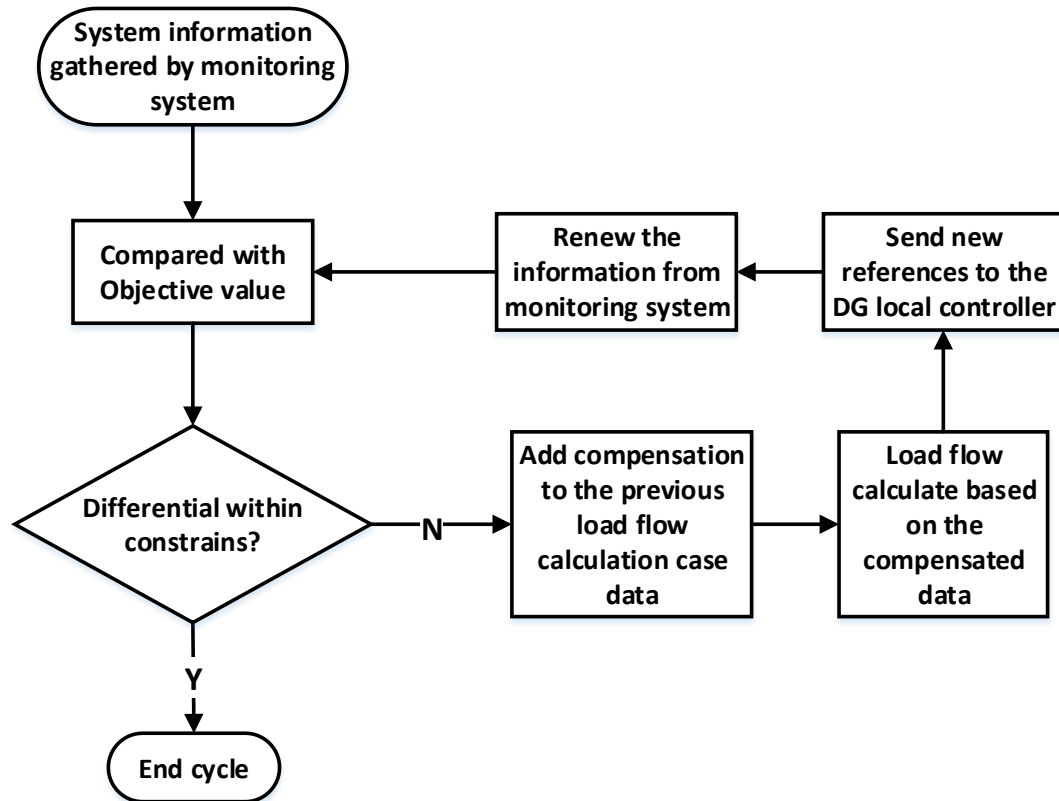 System information
gathered by monitoring
system
Compared with
Objective value
Renew the
information from
monitoring system
Send new
references to the
DG local controller
Differential within
constrains?
N
Add compensation
to the previous
load flow
calculation case
data
Load flow
calculate based
on the
compensated
data
Y
End cycle